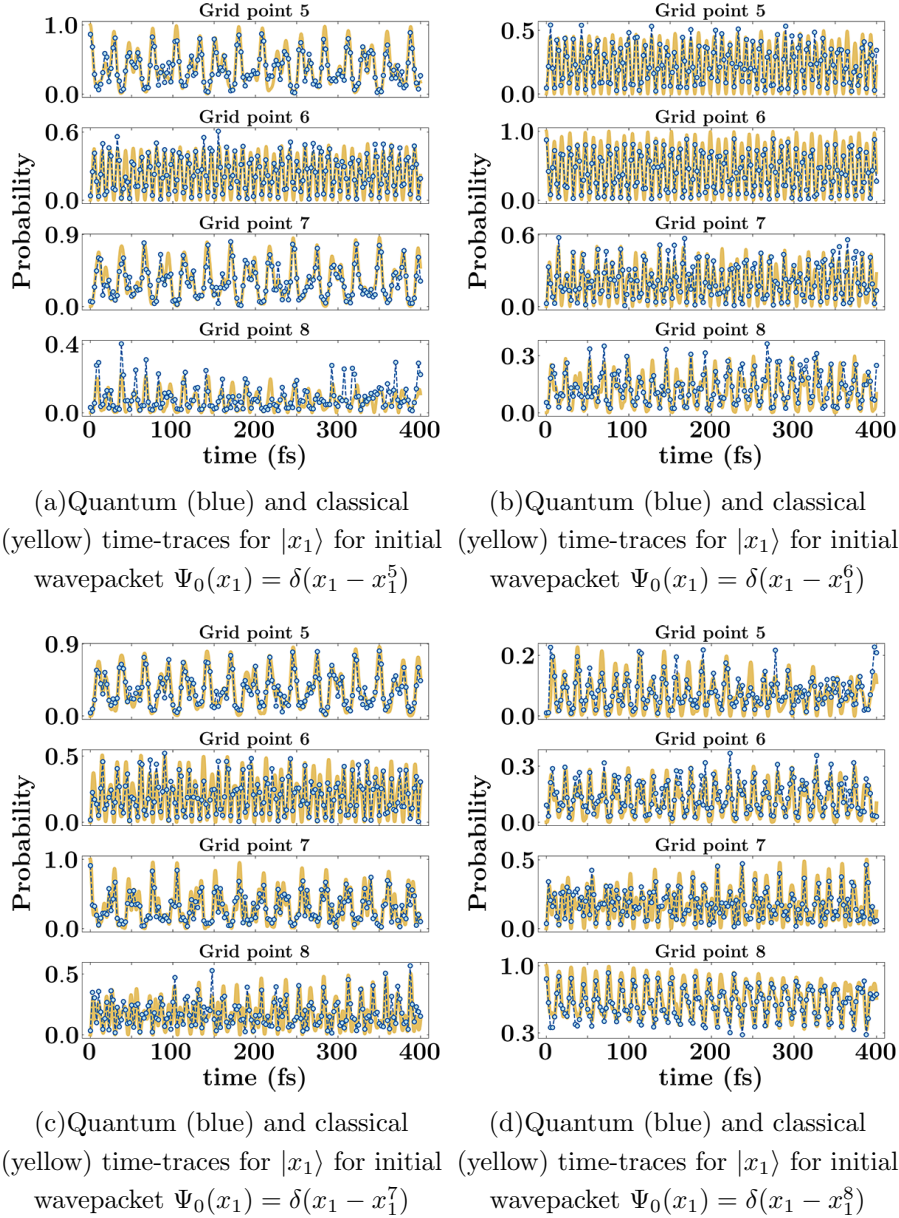 Grid point 5
1.0
0.0
Grid point 6
0.6
0.0
Grid point 7
0.9
0.0
Grid point 8
0.4
0.0
0 100 200 300 400
time (fs)
Probability
Grid point 5
0.5
0.0
Grid point 6
1.0
0.0
Grid point 7
0.6
0.0
Grid point 8
0.3
0.0
0 100 200 300 400
time (fs)
Probability
(a)Quantum (blue) and classical
(yellow) time-traces for |x₁⟩ for initial
wavepacket Ψ₀(x₁) = δ(x₁ − x₁⁵)
(b)Quantum (blue) and classical
(yellow) time-traces for |x₁⟩ for initial
wavepacket Ψ₀(x₁) = δ(x₁ − x₁⁶)
Grid point 5
0.9
0.0
Grid point 6
0.5
0.0
Grid point 7
1.0
0.0
Grid point 8
0.5
0.0
0 100 200 300 400
time (fs)
Probability
Grid point 5
0.2
0.0
Grid point 6
0.3
0.0
Grid point 7
0.5
0.0
Grid point 8
1.0
0.3
0 100 200 300 400
time (fs)
Probability
(c)Quantum (blue) and classical
(yellow) time-traces for |x₁⟩ for initial
wavepacket Ψ₀(x₁) = δ(x₁ − x₁⁷)
(d)Quantum (blue) and classical
(yellow) time-traces for |x₁⟩ for initial
wavepacket Ψ₀(x₁) = δ(x₁ − x₁⁸)